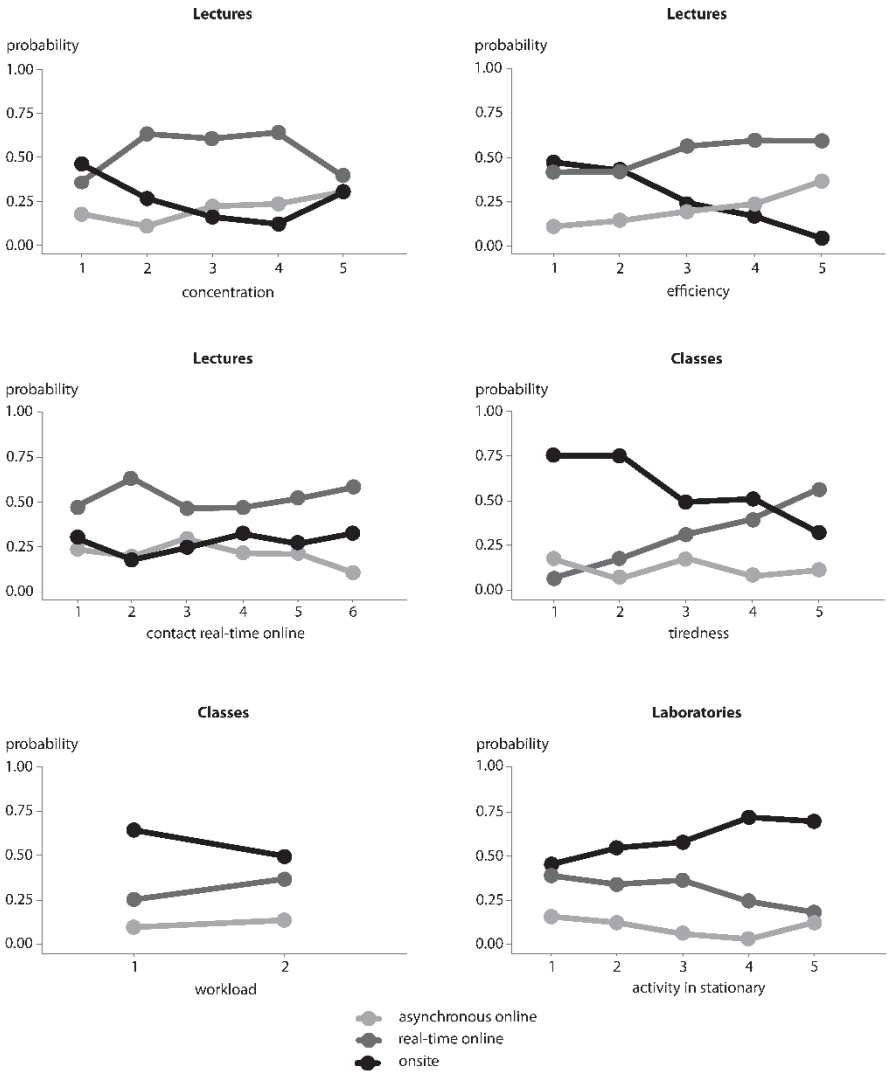 Lectures
probability
1.00
0.75
0.50
0.25
0.00
1 2 3 4 5
concentration
Lectures
probability
1.00
0.75
0.50
0.25
0.00
1 2 3 4 5
efficiency
Lectures
probability
1.00
0.75
0.50
0.25
0.00
1 2 3 4 5 6
contact real-time online
Classes
probability
1.00
0.75
0.50
0.25
0.00
1 2 3 4 5
tiredness
Classes
probability
1.00
0.75
0.50
0.25
0.00
1 2
workload
Laboratories
probability
1.00
0.75
0.50
0.25
0.00
1 2 3 4 5
activity in stationary
asynchronous online
real-time online
onsite